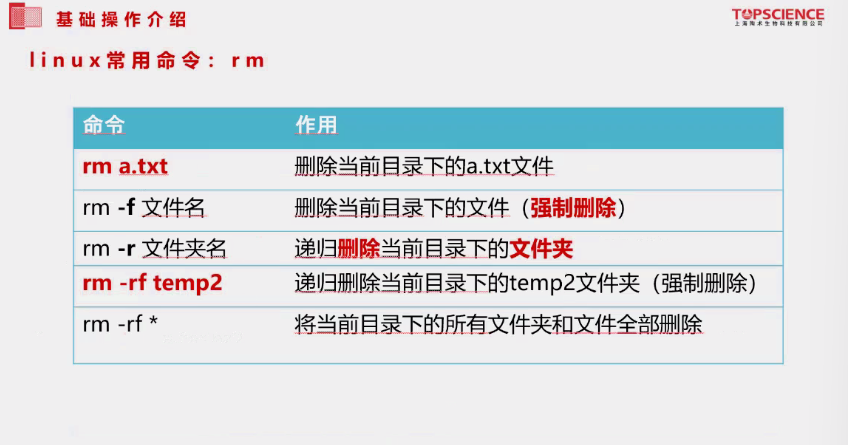 基础操作介绍
TOPSCIENCE
上海陶术生物科技有限公司
linux常用命令：rm
命令 作用
rm a.txt 删除当前目录下的a.txt文件
rm -f 文件名 删除当前目录下的文件（强制删除）
rm -r 文件夹名 递归删除当前目录下的文件夹
rm -rf temp2 递归删除当前目录下的temp2文件夹（强制删除）
rm -rf * 将当前目录下的所有文件夹和文件全部删除